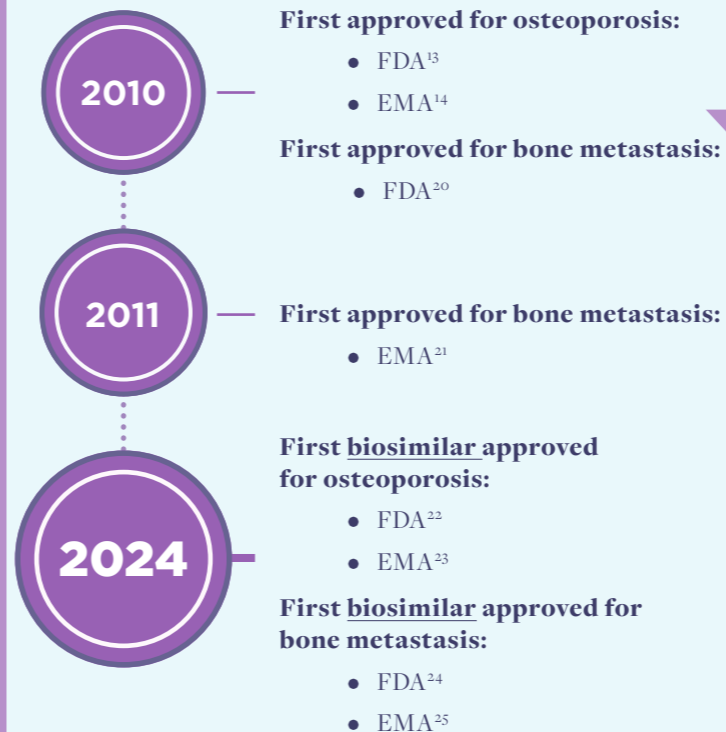 2010
First approved for osteoporosis:
• FDA¹³
• EMA¹⁴
First approved for bone metastasis:
• FDA²⁰
2011
First approved for bone metastasis:
• EMA²¹
2024
First biosimilar approved
for osteoporosis:
• FDA²²
• EMA²³
First biosimilar approved for
bone metastasis:
• FDA²⁴
• EMA²⁵